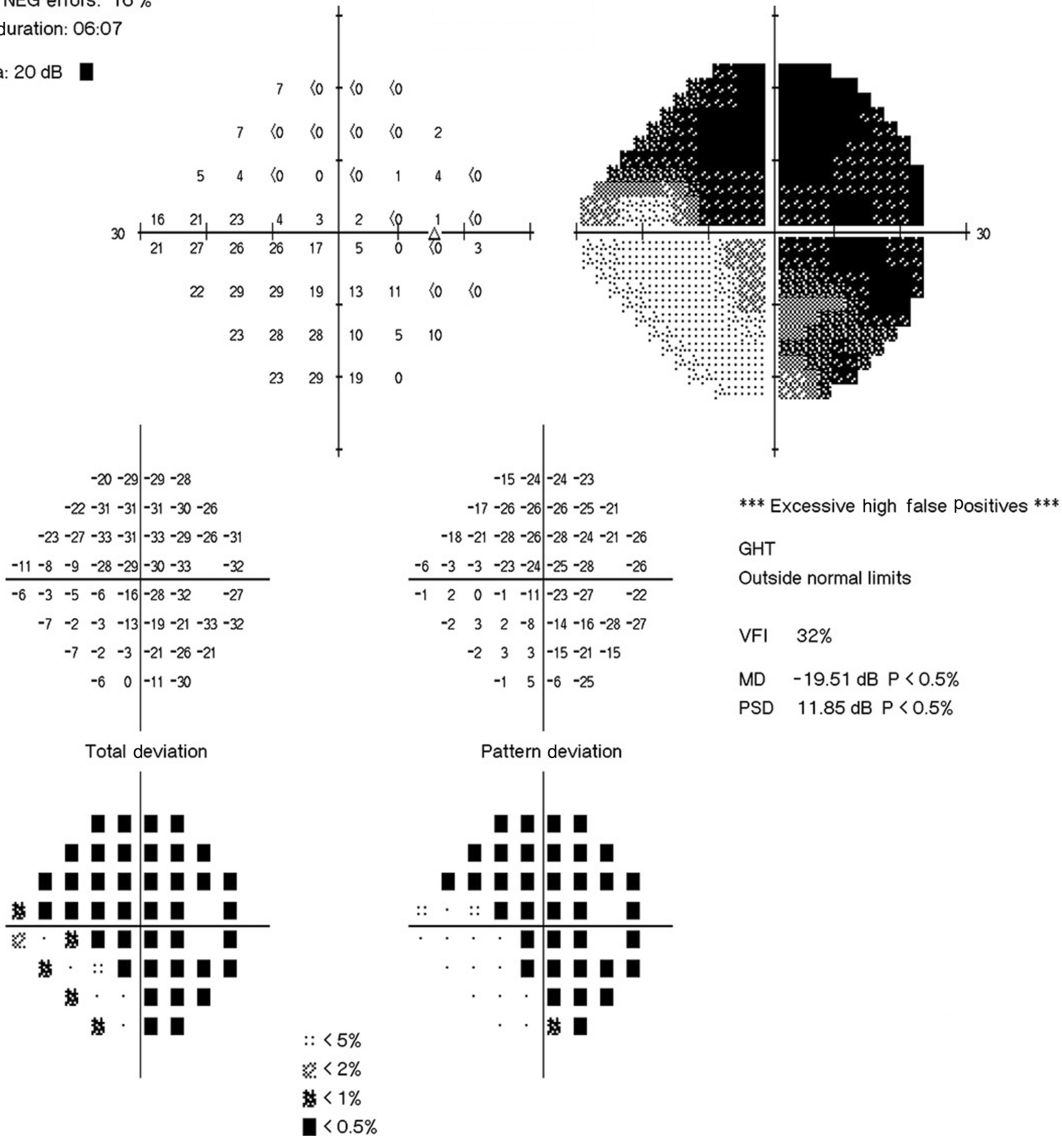 NEG errors: 16 %
duration: 06:07
a: 20 dB
7 <0 <0 <0
7 <0 <0 <0 <0 2
5 4 <0 0 <0 1 4 <0
16 21 23 4 3 2 <0 1 <0
30 30
21 27 26 26 17 5 0 <0 3
22 29 29 19 13 11 <0 <0
23 28 28 10 5 10
23 29 19 0
-20 -29 -29 -28 -15 -24 -24 -23
-22 -31 -31 -31 -30 -26 -17 -26 -26 -26 -25 -21
-23 -27 -33 -31 -33 -29 -26 -31 -18 -21 -28 -26 -28 -24 -21 -26
-11 -8 -9 -28 -29 -30 -33 -32 -6 -3 -3 -23 -24 -25 -28 -26
-6 -3 -5 -6 -16 -28 -32 -27 -1 2 0 -1 -11 -23 -27 -22
-7 -2 -3 -13 -19 -21 -33 -32 -2 3 2 -8 -14 -16 -28 -27
-7 -2 -3 -21 -26 -21 -2 3 3 -15 -21 -15
-6 0 -11 -30 -1 5 -6 -25
*** Excessive high false positives ***
GHT
Outside normal limits
VFI 32%
MD -19.51 dB P < 0.5%
PSD 11.85 dB P < 0.5%
Total deviation
Pattern deviation
< 5%
< 2%
< 1%
< 0.5%